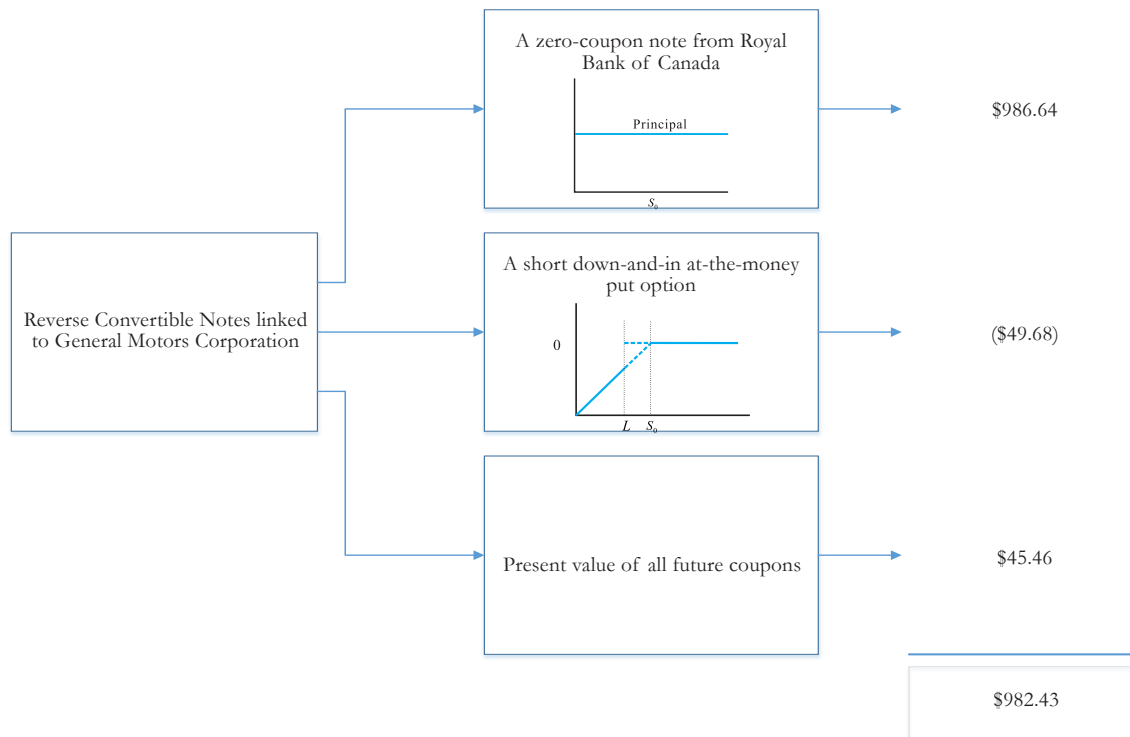 A zero-coupon note from Royal
Bank of Canada
Principal
S₀
$986.64
Reverse Convertible Notes linked
to General Motors Corporation
A short down-and-in at-the-money
put option
0
L S₀
($49.68)
Present value of all future coupons
$45.46
$982.43